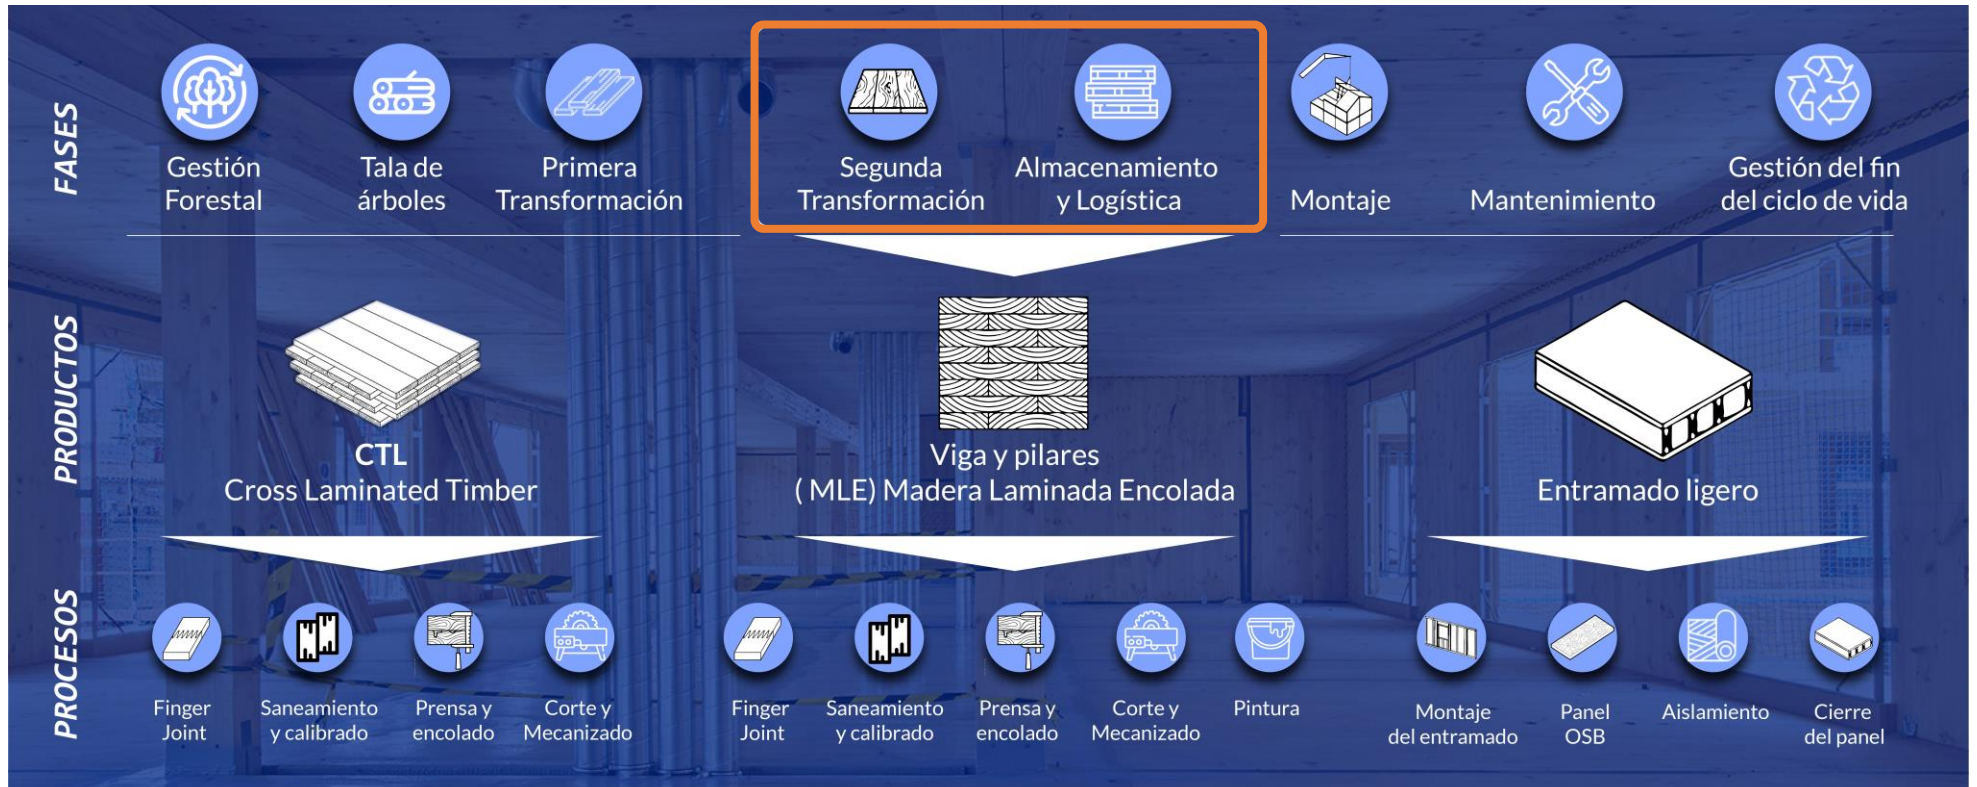 FASES
Gestión
Forestal
Tala de
árboles
Primera
Transformación
Segunda
Transformación
Almacenamiento
y Logística
Montaje
Mantenimiento
Gestión del fin
del ciclo de vida
PRODUCTOS
CTL
Cross Laminated Timber
Viga y pilares
( MLE) Madera Laminada Encolada
Entramado ligero
PROCESOS
Finger
Joint
Saneamiento
y calibrado
Prensa y
encolado
Corte y
Mecanizado
Finger
Joint
Saneamiento
y calibrado
Prensa y
encolado
Corte y
Mecanizado
Pintura
Montaje
del entramado
Panel
OSB
Aislamiento
Cierre
del panel